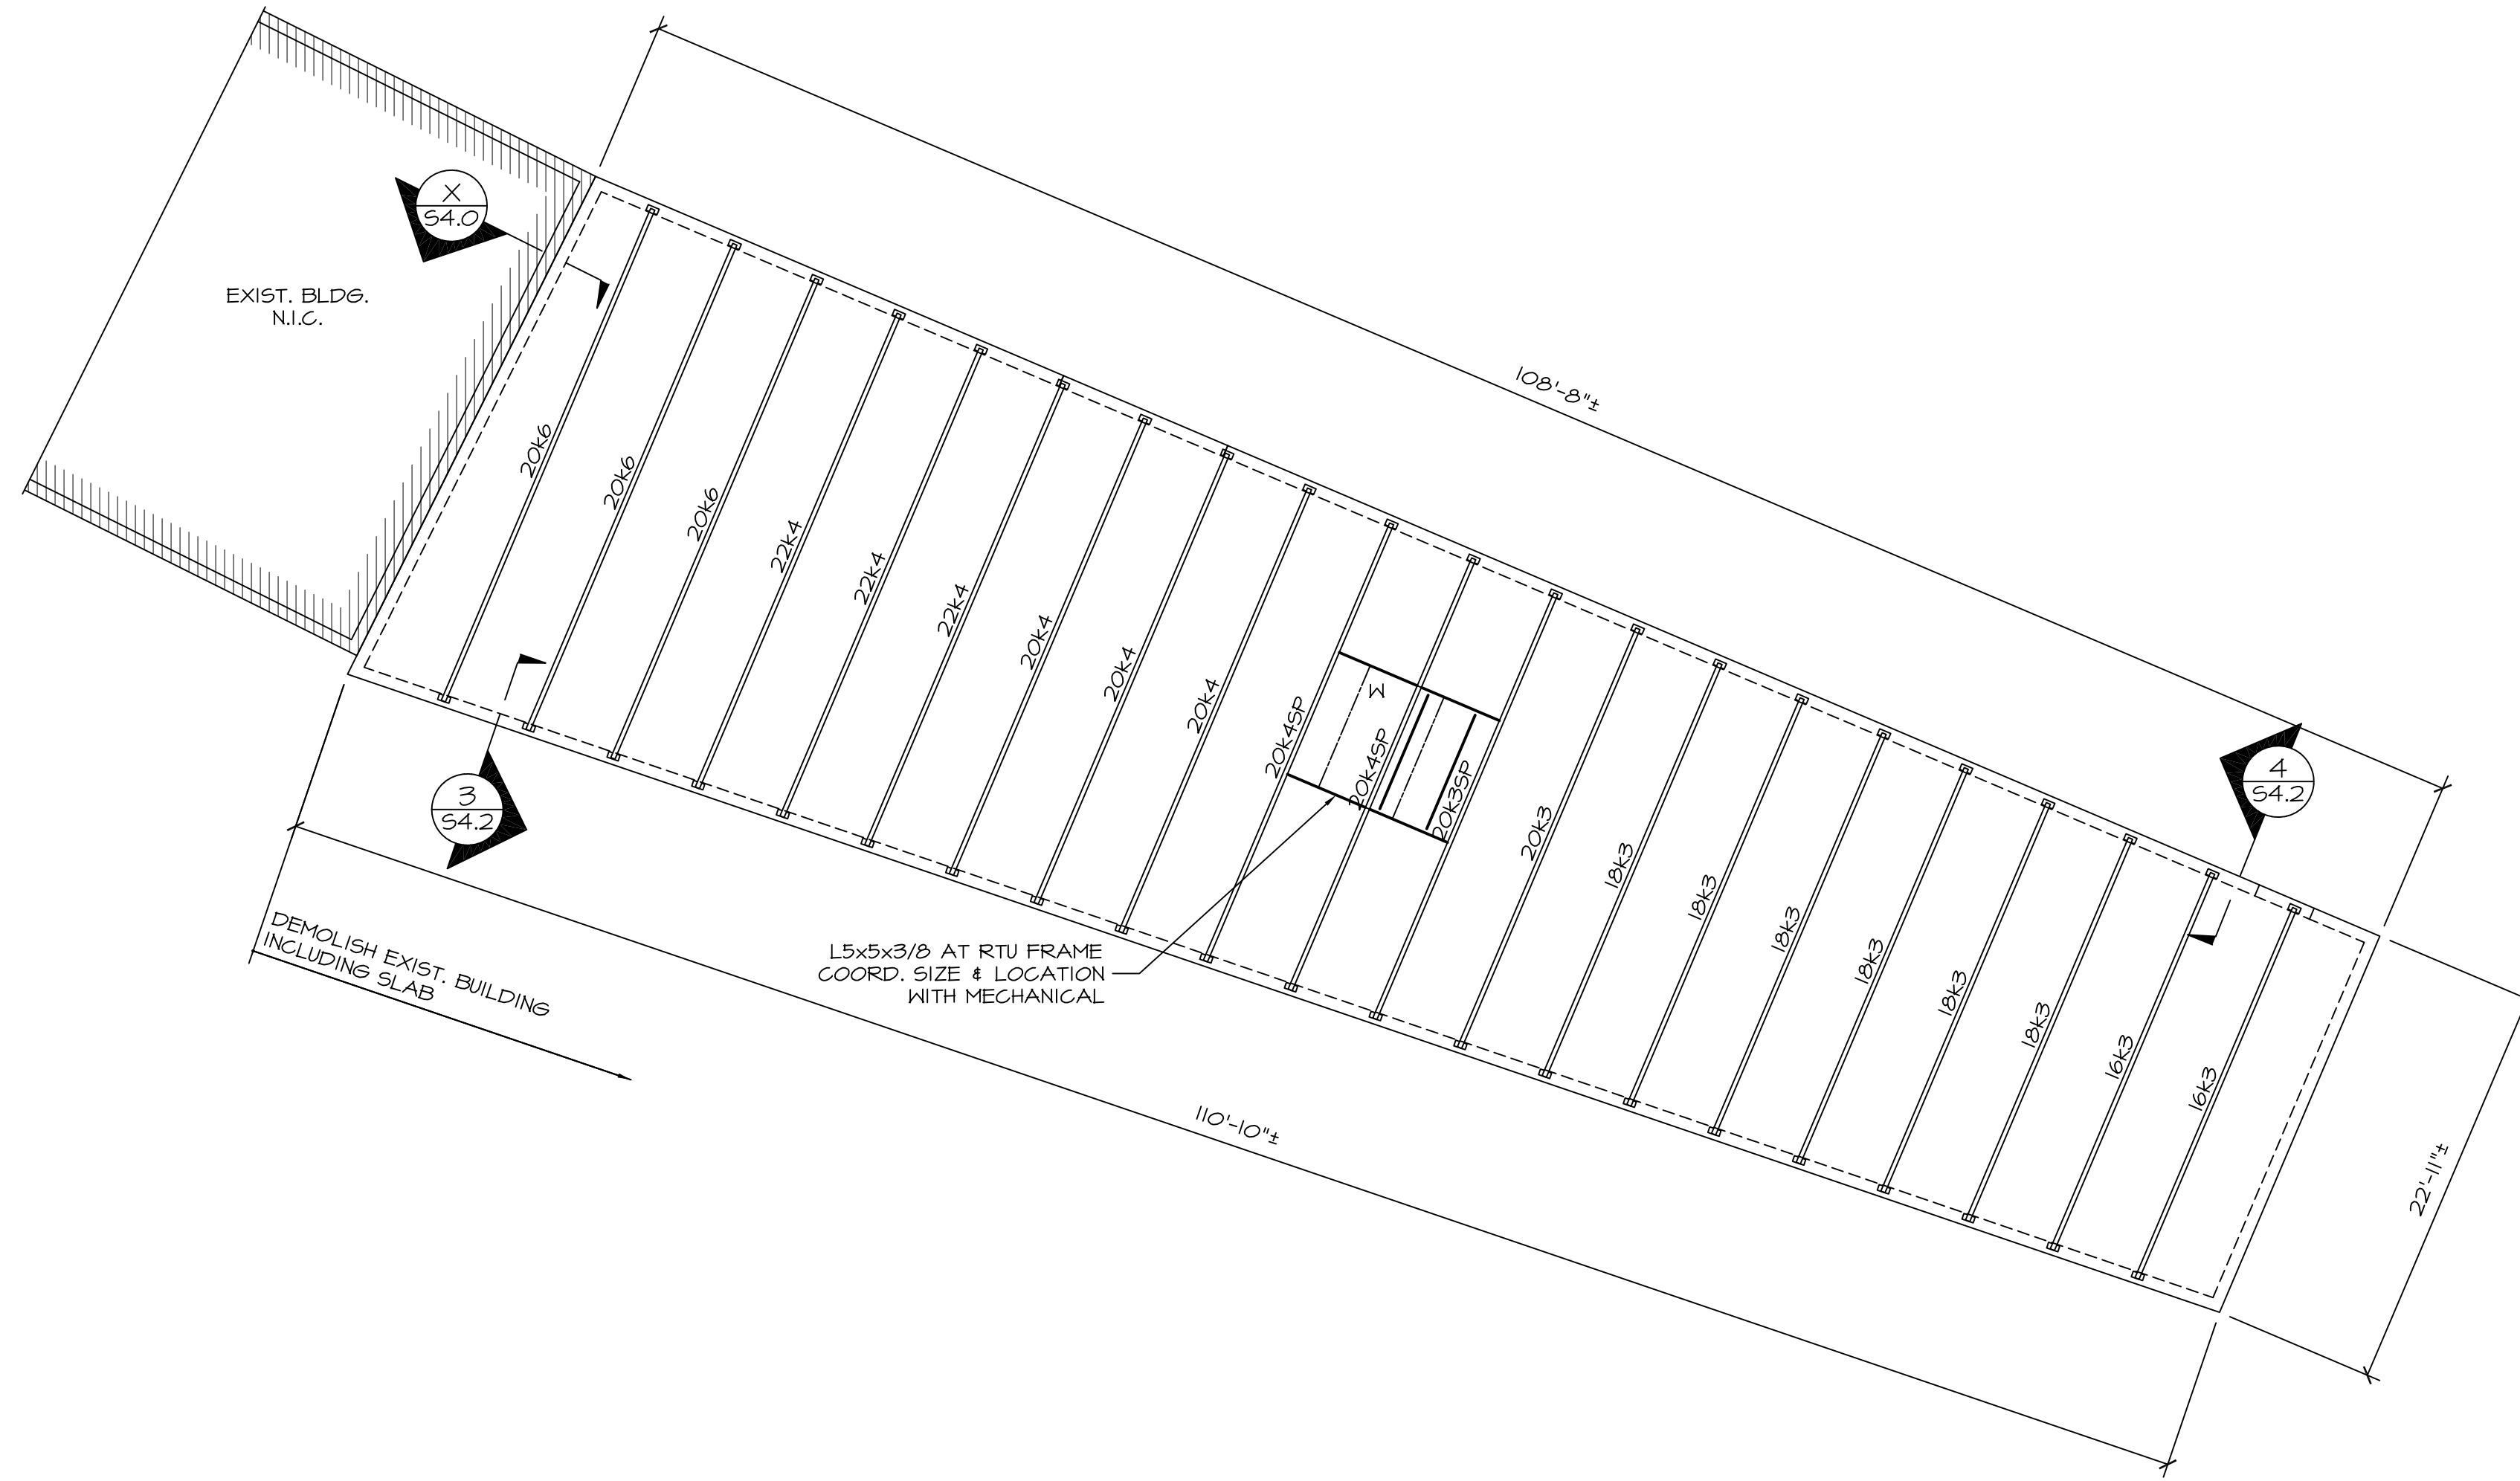 108'-8"±
X
S4.0
EXIST. BLDG.
N.I.C.
20K6
20K6
20K6
22K4
22K4
22K4
20K4
20K4
20K4
20K4SP
20K4SP
20K3SP
20K3
18K3
18K3
18K3
18K3
18K3
18K3
16K3
16K3
W
3
S4.2
4
S4.2
DEMOLISH EXIST. BUILDING
INCLUDING SLAB
L5x5x3/8 AT RTU FRAME
COORD. SIZE & LOCATION
WITH MECHANICAL
110'-10"±
22'-11"±